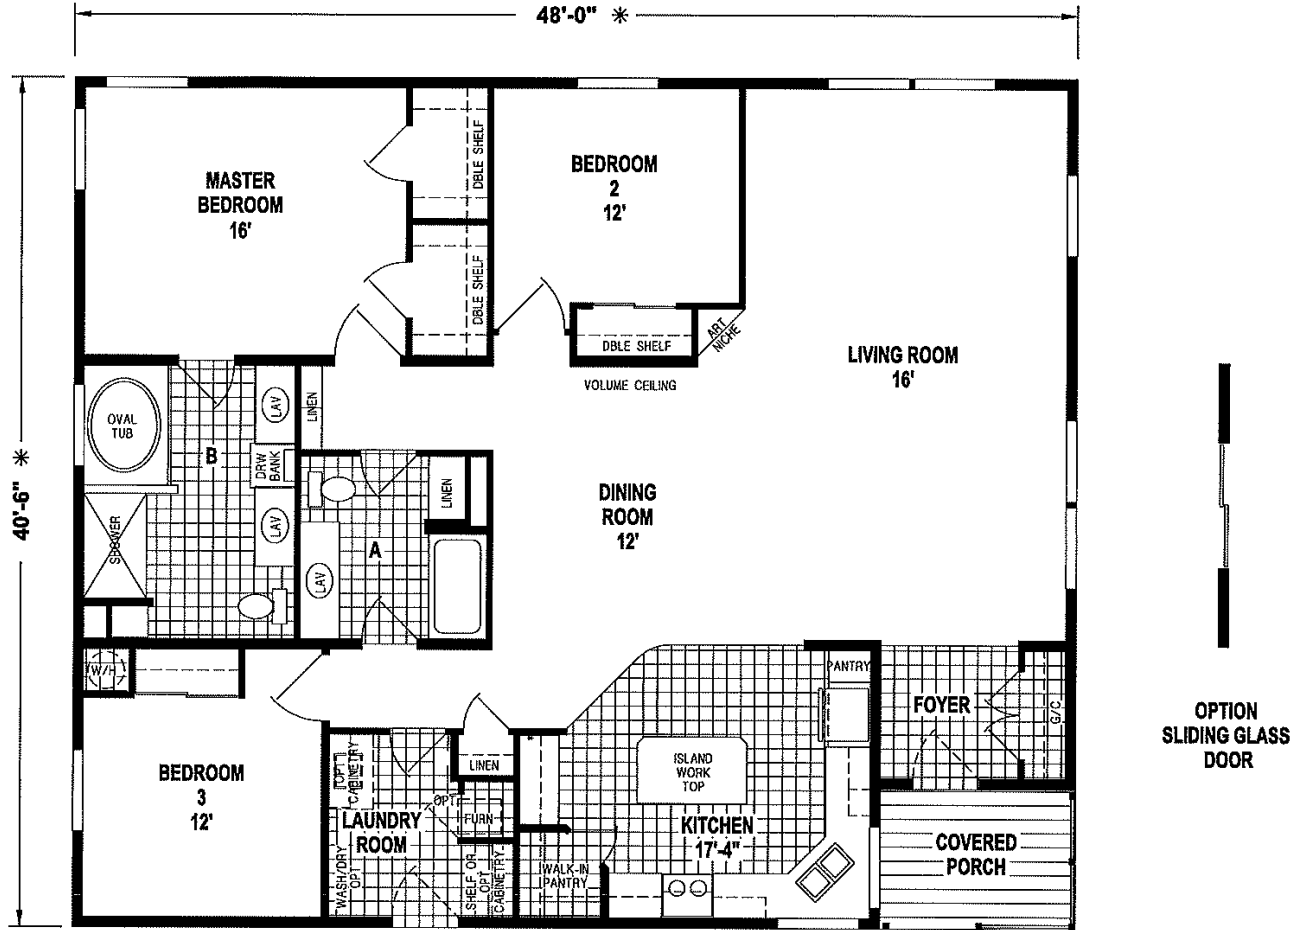 48'-0" ✳
40'-6" ✳
MASTER
BEDROOM
16'
DBLE SHELF
DBLE SHELF
BEDROOM
2
12'
DBLE SHELF
ART
NICHE
VOLUME CEILING
LIVING ROOM
16'
OVAL
TUB
B
LAV
LINEN
DRW
BANK
LAV
SHOWER
LINEN
A
LAV
DINING
ROOM
12'
W/H
PANTRY
FOYER
G/C
OPTION
SLIDING GLASS
DOOR
BEDROOM
3
12'
OPT
CABINETRY
LINEN
OPT
FURN
LAUNDRY
ROOM
WASH/DRY
OPT
SHELF OR
OPT
CABINETRY
ISLAND
WORK
TOP
KITCHEN
17'-4"
WALK-IN
PANTRY
COVERED
PORCH